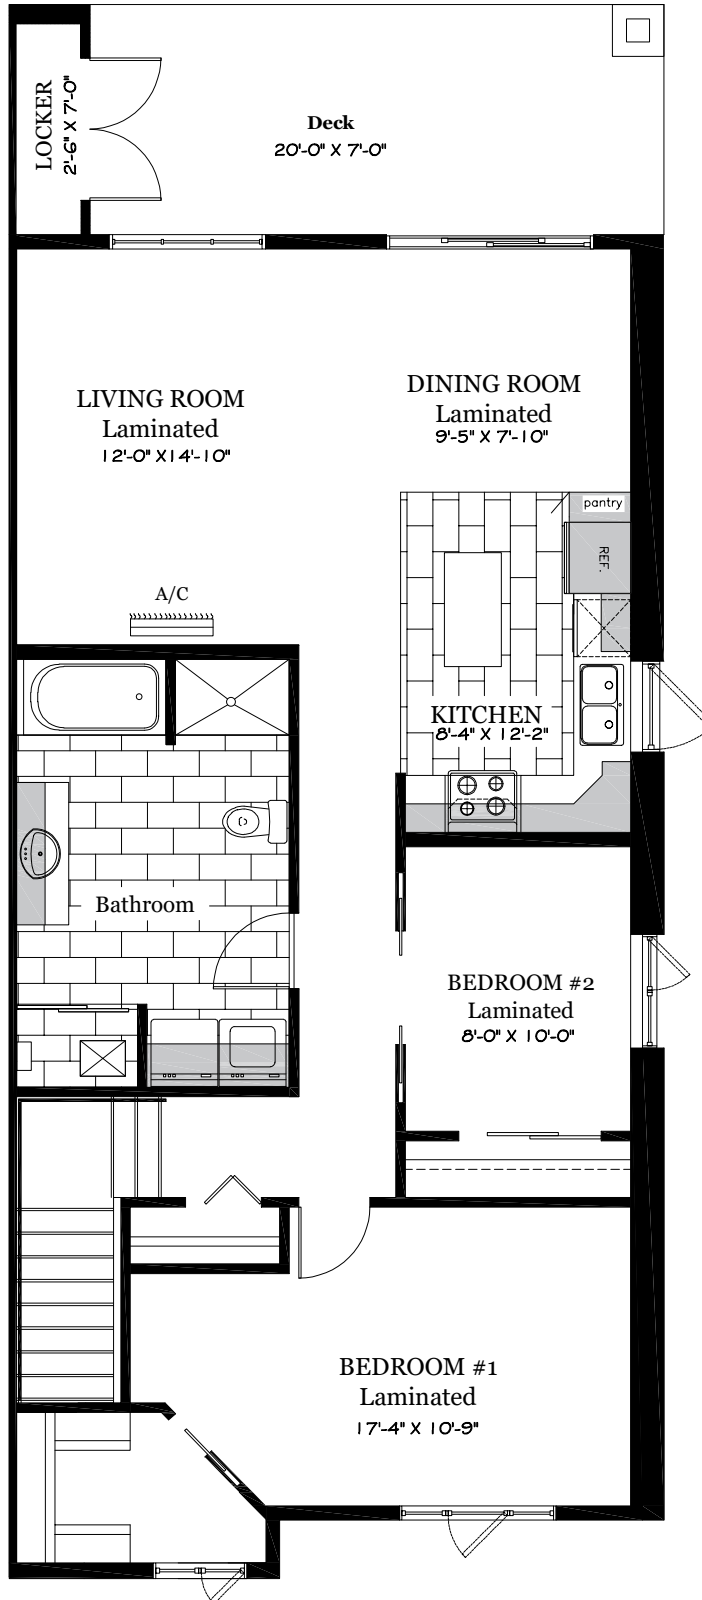 LOCKER
2'-6" X 7'-0"
Deck
20'-0" X 7'-0"
LIVING ROOM
Laminated
12'-0" X14'-10"
DINING ROOM
Laminated
9'-5" X 7'-10"
pantry
REF.
A/C
KITCHEN
8'-4" X 12'-2"
Bathroom
BEDROOM #2
Laminated
8'-0" X 10'-0"
BEDROOM #1
Laminated
17'-4" X 10'-9"